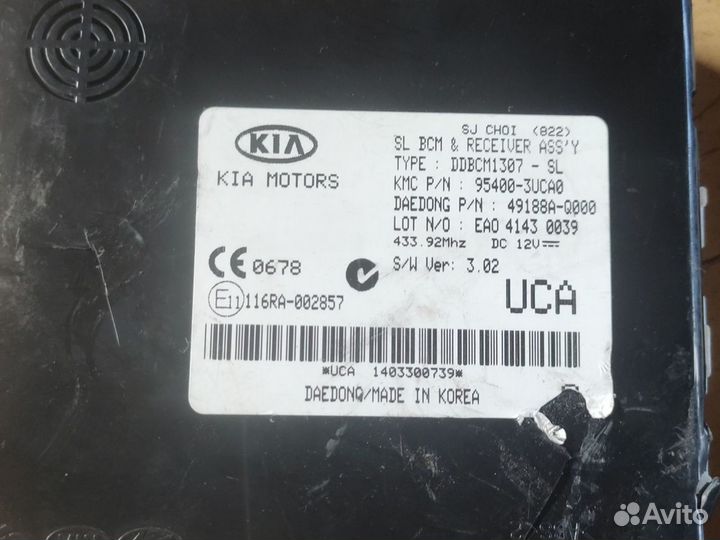 KIA
KIA MOTORS
SJ CHOI (822)
SL BCM & RECEIVER ASS'Y
TYPE : DDBCM1307 - SL
KMC P/N : 95400-3UCA0
DAEDONG P/N : 49188A-Q000
LOT N/O : EA0 4143 0039
433.92Mhz DC 12V
S/W Ver: 3.02
CE 0678
E11 116RA-002857
UCA
*UCA 1403300739*
DAEDONG/MADE IN KOREA
Avito